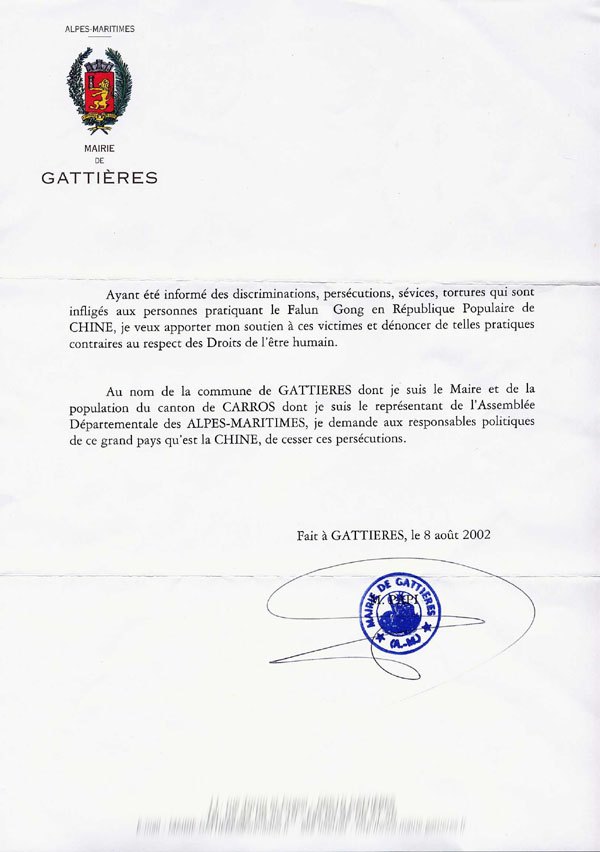 ALPES-MARITIMES
MAIRIE
DE
GATTIÈRES
Ayant été informé des discriminations, persécutions, sévices, tortures qui sont
infligés aux personnes pratiquant le Falun Gong en République Populaire de
CHINE, je veux apporter mon soutien à ces victimes et dénoncer de telles pratiques
contraires au respect des Droits de l'être humain.
Au nom de la commune de GATTIERES dont je suis le Maire et de la
population du canton de CARROS dont je suis le représentant de l'Assemblée
Départementale des ALPES-MARITIMES, je demande aux responsables politiques
de ce grand pays qu'est la CHINE, de cesser ces persécutions.
Fait à GATTIERES, le 8 août 2002
MAIRIE DE GATTIÈRES
PAPI
(A.-M.)